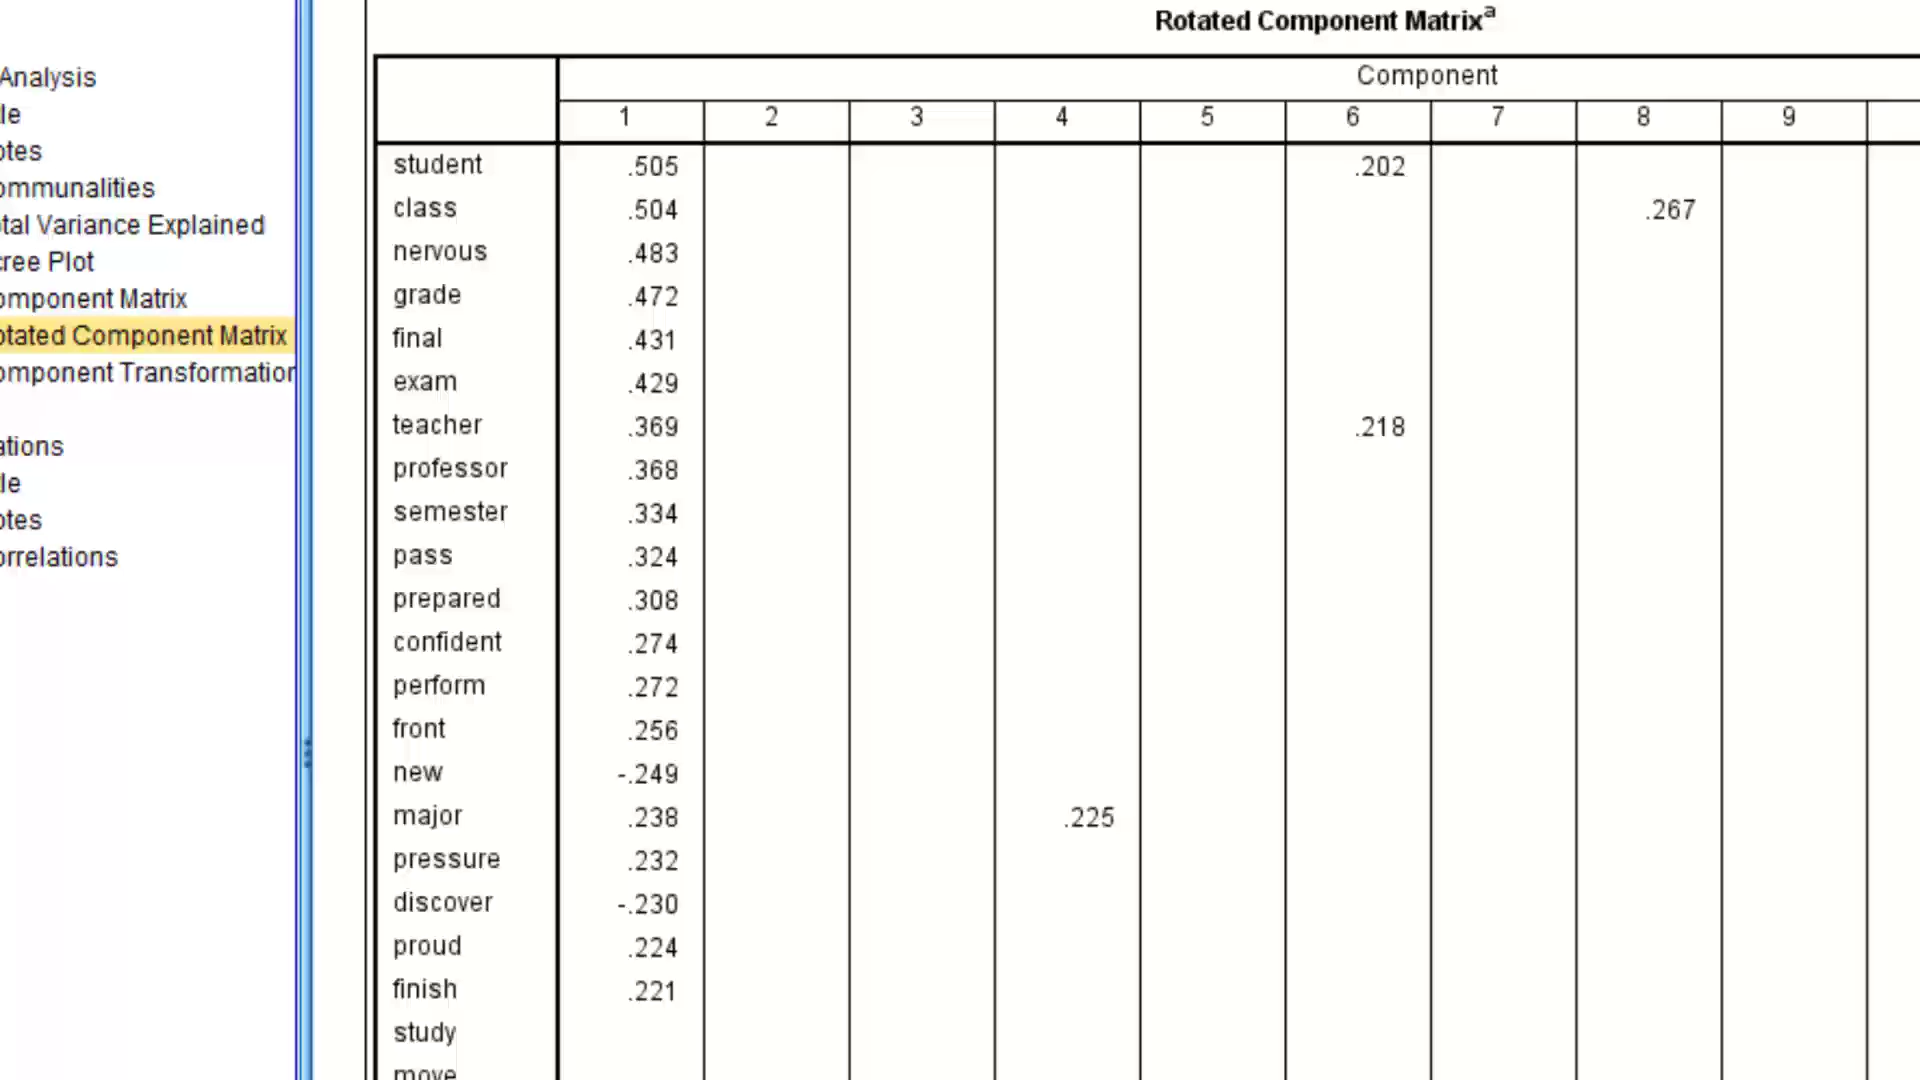 Analysis
le
otes
ommunalities
otal Variance Explained
cree Plot
omponent Matrix
otated Component Matrix
omponent Transformation
ations
le
otes
orrelations
Rotated Component Matrixa
Component
1 2 3 4 5 6 7 8 9
student .505 .202
class .504 .267
nervous .483
grade .472
final .431
exam .429
teacher .369 .218
professor .368
semester .334
pass .324
prepared .308
confident .274
perform .272
front .256
new -.249
major .238 .225
pressure .232
discover -.230
proud .224
finish .221
study
move